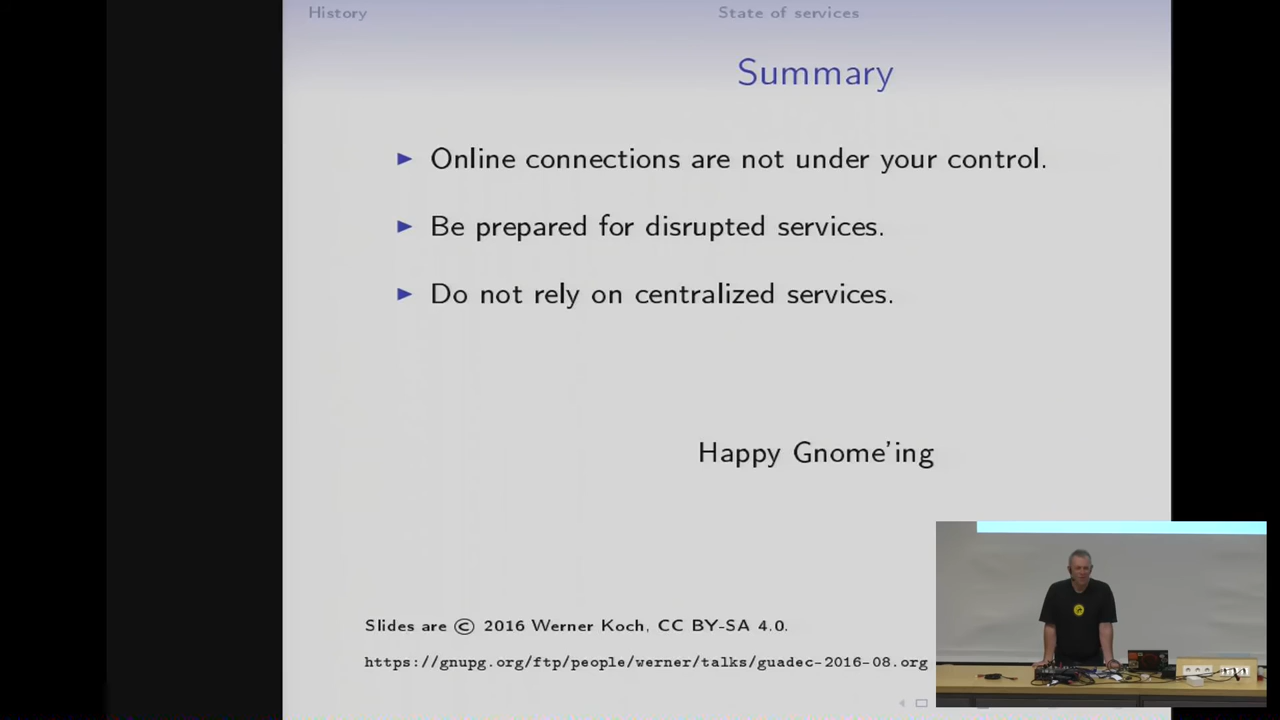 History State of services
Summary
Online connections are not under your control.
Be prepared for disrupted services.
Do not rely on centralized services.
Happy Gnome'ing
Slides are © 2016 Werner Koch, CC BY-SA 4.0.
https://gnupg.org/ftp/people/werner/talks/guadec-2016-08.org